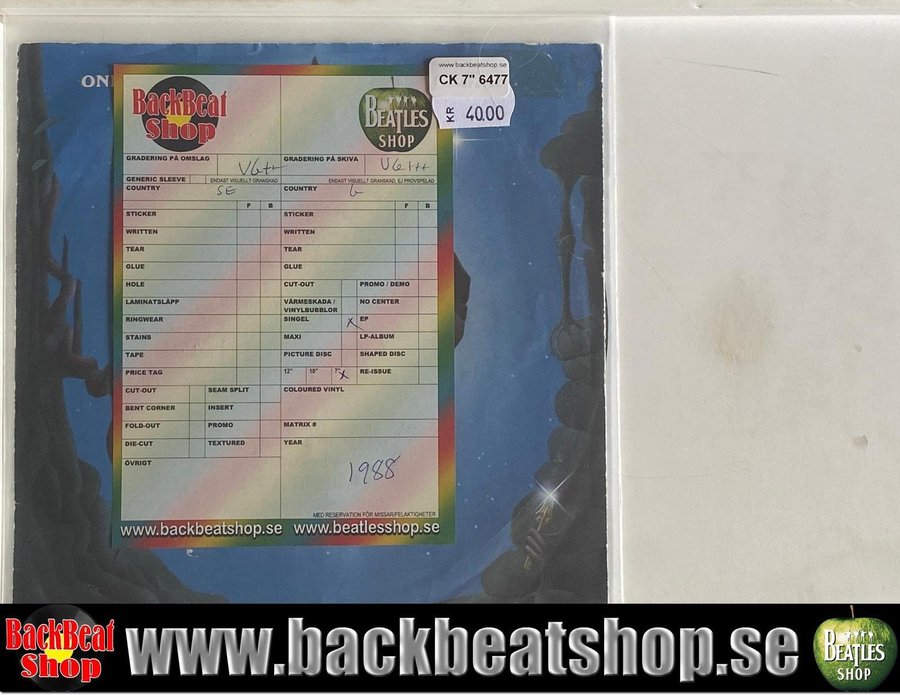 ON
www.backbeatshop.se
CK 7" 6477
KR 40.00
BACKBEAT
SHOP
BEATLES
SHOP
GRADERING PÅ OMSLAG VG++ GRADERING PÅ SKIVA VG+++
GENERIC SLEEVE ENDAST VISUELLT GRANSKAD ENDAST VISUELLT GRANSKAD, EJ PROVSPELAD
COUNTRY SE COUNTRY G
F B F B
STICKER STICKER
WRITTEN WRITTEN
TEAR TEAR
GLUE GLUE
HOLE CUT-OUT PROMO / DEMO
LAMINATSLÄPP VÄRMESKADA / VINYLBUBBLOR NO CENTER
RINGWEAR SINGEL X EP
STAINS MAXI LP-ALBUM
TAPE PICTURE DISC SHAPED DISC
PRICE TAG 12" 10" 7" X RE-ISSUE
CUT-OUT SEAM SPLIT COLOURED VINYL
BENT CORNER INSERT
FOLD-OUT PROMO MATRIX #
DIE-CUT TEXTURED YEAR
ÖVRIGT 1988
MED RESERVATION FÖR MISSAR/FELAKTIGHETER
www.backbeatshop.se www.beatlesshop.se
BACKBEAT
SHOP
www.backbeatshop.se
BEATLES
SHOP